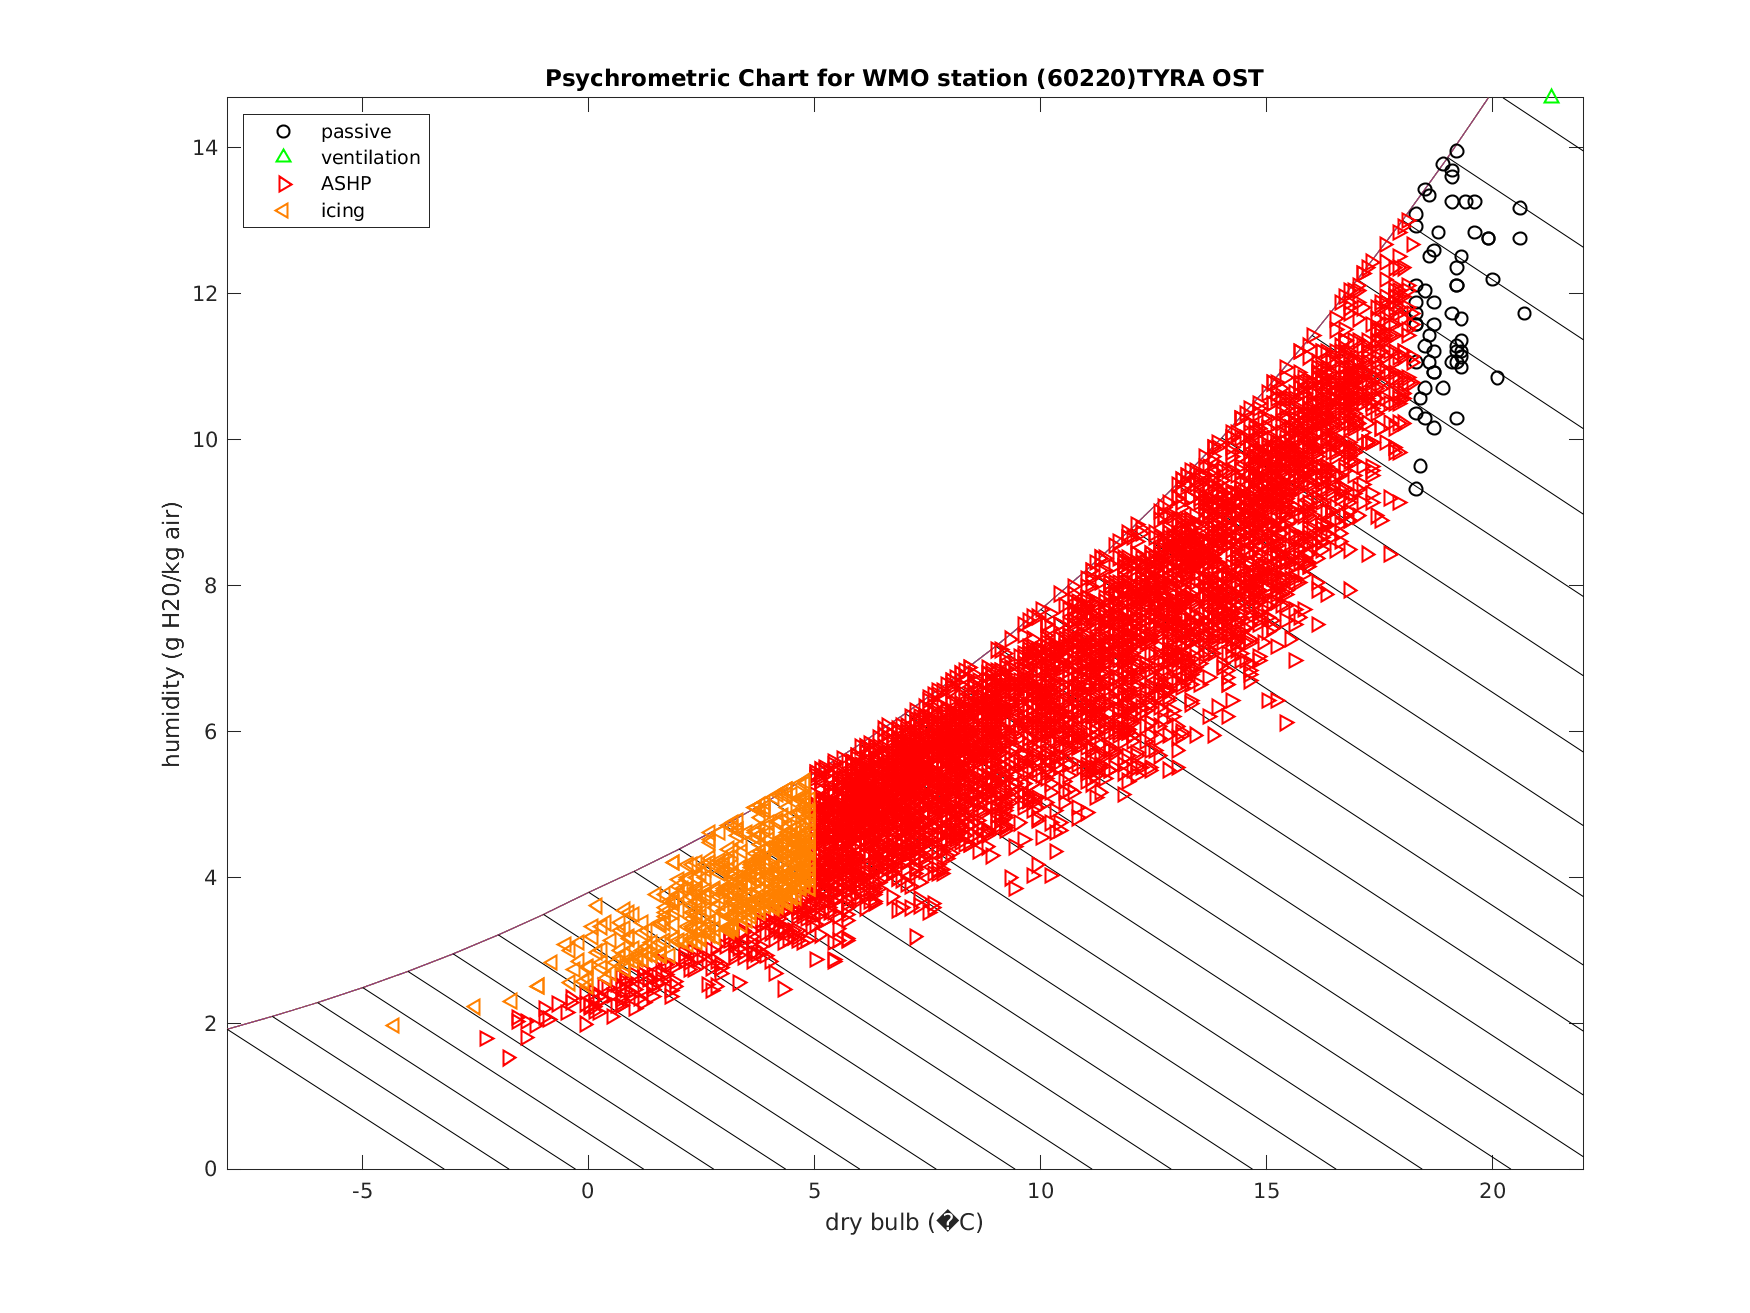 Psychrometric Chart for WMO station (60220)TYRA OST
passive
ventilation
ASHP
icing
14
12
10
8
6
4
2
0
humidity (g H20/kg air)
-5 0 5 10 15 20
dry bulb (�C)